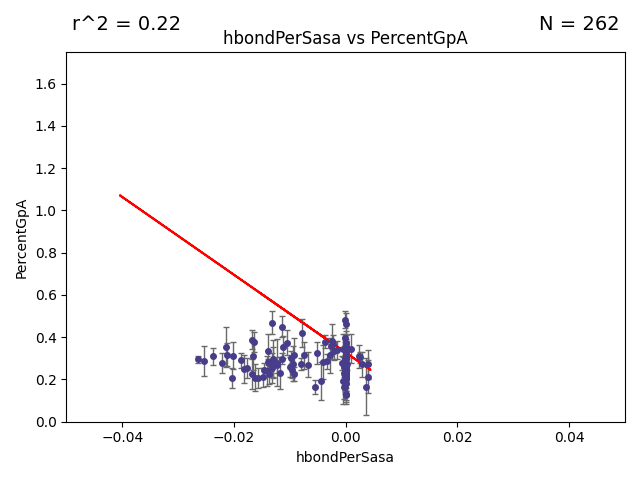 r^2 = 0.22
N = 262
hbondPerSasa vs PercentGpA
1.6
1.4
1.2
1.0
0.8
0.6
0.4
0.2
0.0
PercentGpA
−0.04
−0.02
0.00
0.02
0.04
hbondPerSasa